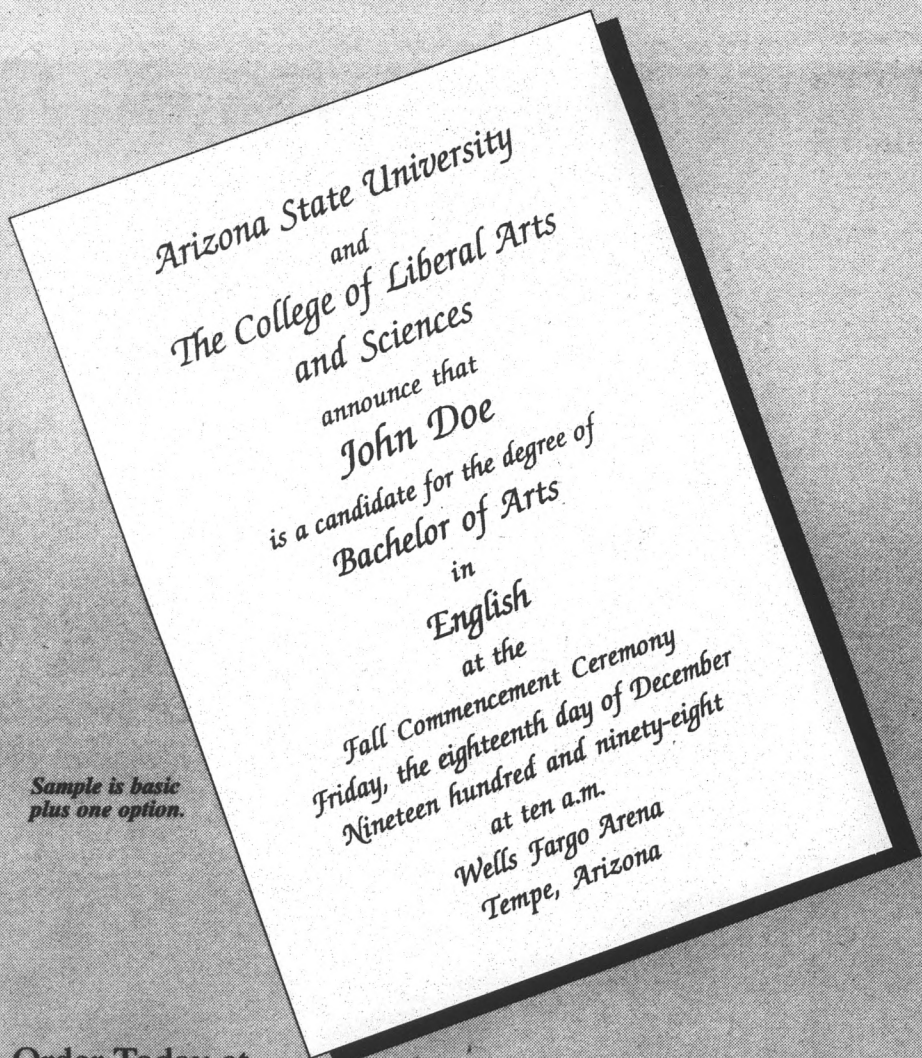 Arizona State University
and
The College of Liberal Arts
and Sciences
announce that
John Doe
is a candidate for the degree of
Bachelor of Arts
in
English
at the
Fall Commencement Ceremony
Friday, the eighteenth day of December
Nineteen hundred and ninety-eight
at ten a.m.
Wells Fargo Arena
Tempe, Arizona
Sample is basic
plus one option.
Order Today at